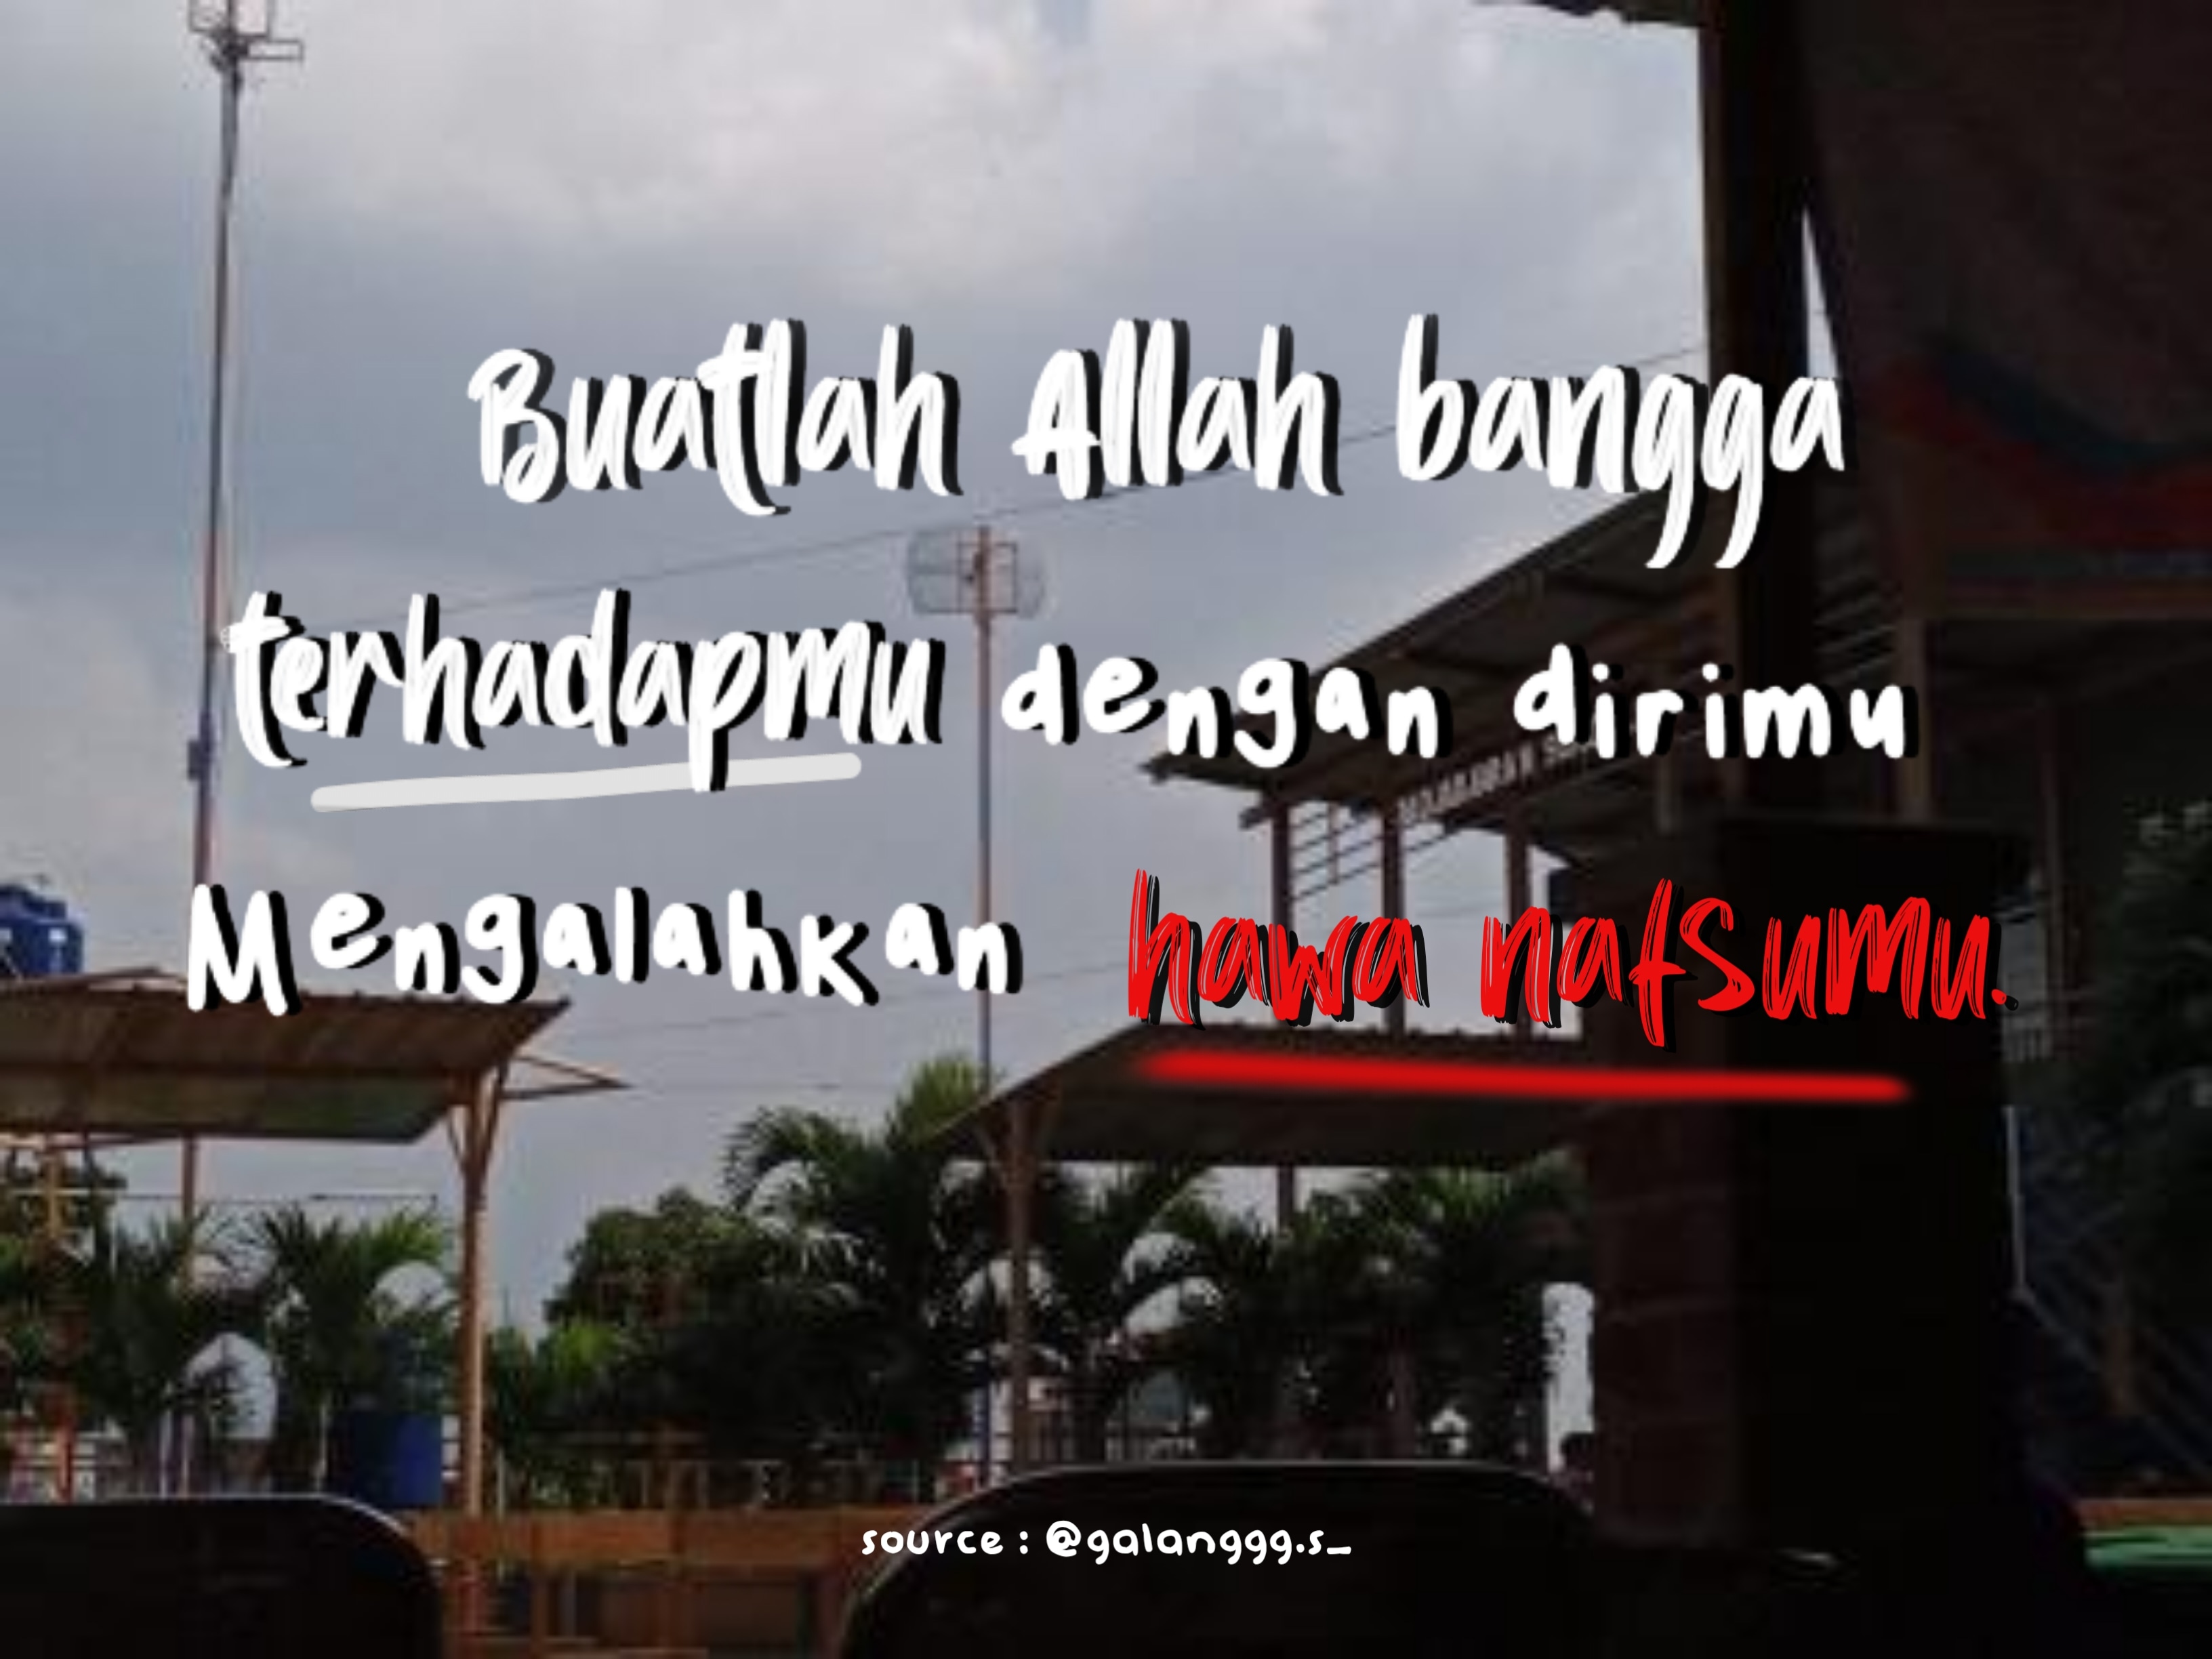 Buatlah Allah bangga
terhadapmu dengan dirimu
Mengalahkan hawa nafsumu.
source : @galanggg.s_